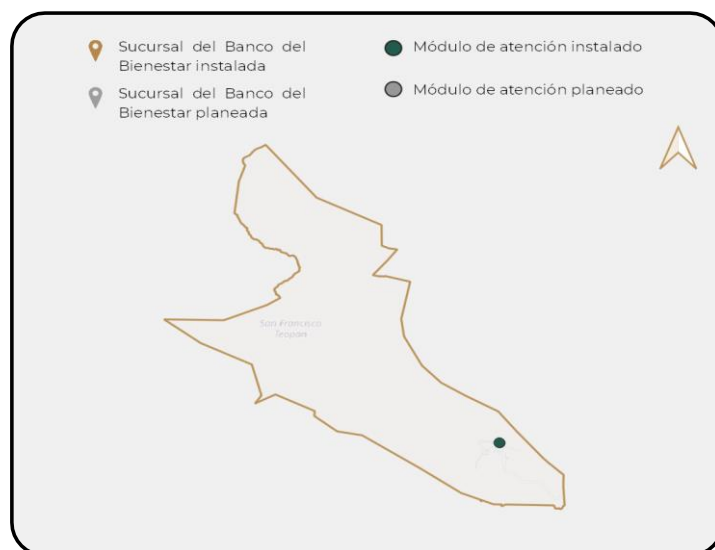 Sucursal del Banco del
Bienestar instalada
Sucursal del Banco del
Bienestar planeada
Módulo de atención instalado
Módulo de atención planeado
San Francisco
Teopan